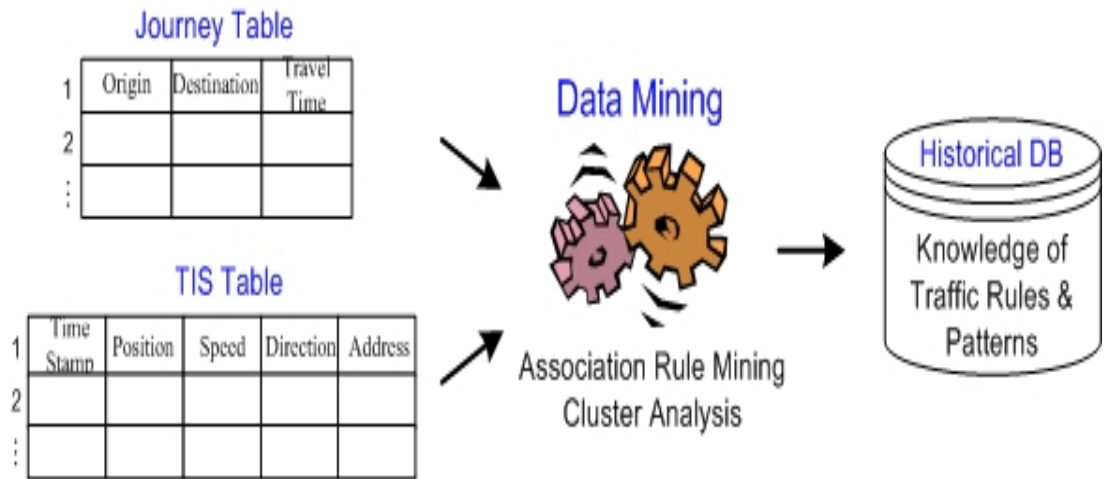 Journey Table
1 Origin Destination Travel Time
2
⋮
TIS Table
1 Time Stamp Position Speed Direction Address
2
⋮
Data Mining
Association Rule Mining
Cluster Analysis
Historical DB
Knowledge of
Traffic Rules &
Patterns